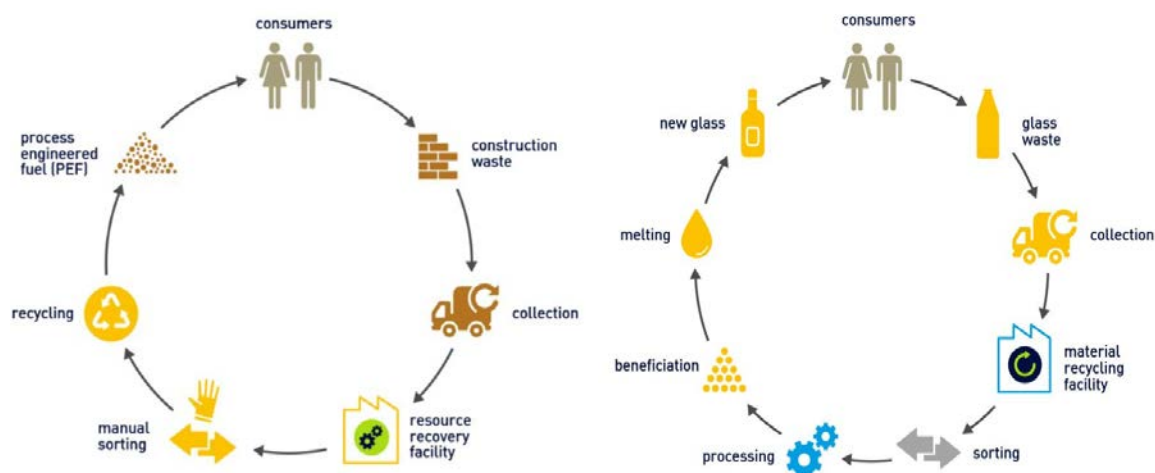 consumers
construction
waste
collection
resource
recovery
facility
manual
sorting
recycling
process
engineered
fuel (PEF)
consumers
glass
waste
collection
material
recycling
facility
sorting
processing
beneficiation
melting
new glass